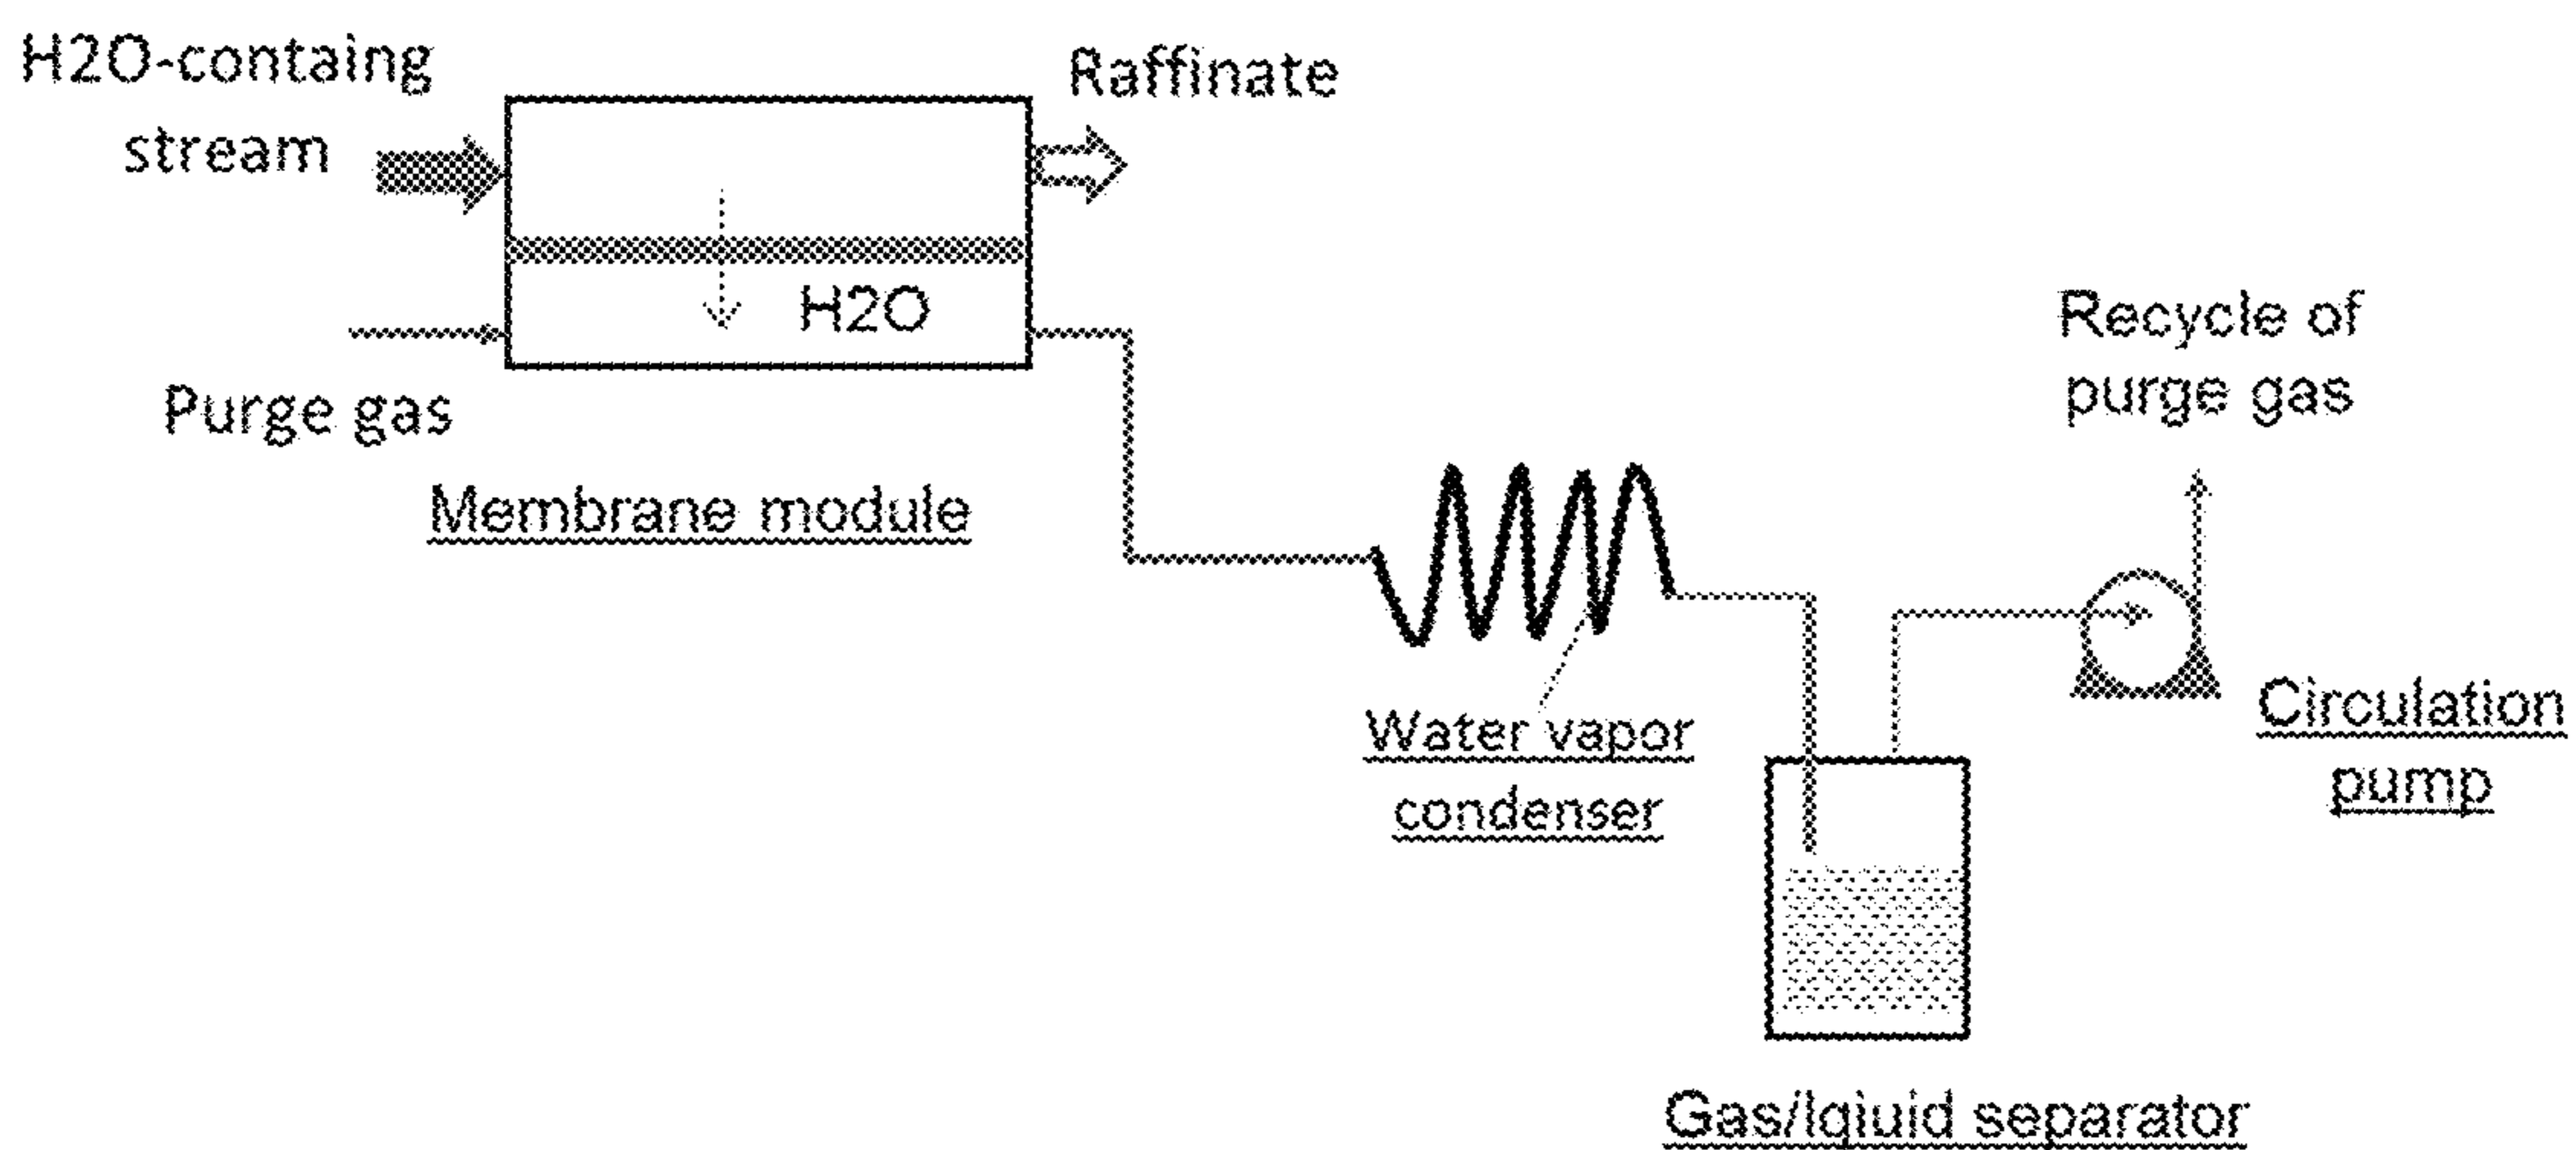 H2O-containg
stream
Raffinate
H2O
Purge gas
Membrane module
Recycle of
purge gas
Water vapor
condenser
Circulation
pump
Gas/lqiuid separator